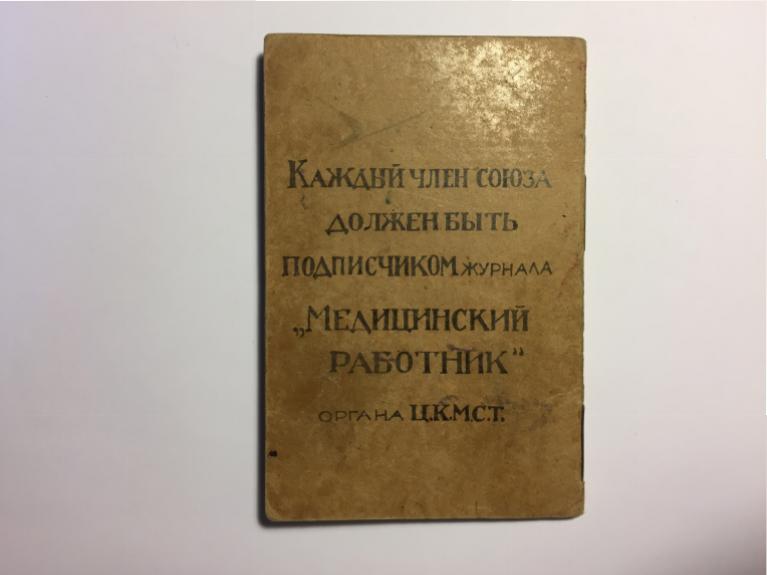 Каждый член союза
должен быть
подписчиком журнала
„Медицинский
работник“
органа Ц.К.М.С.Т.